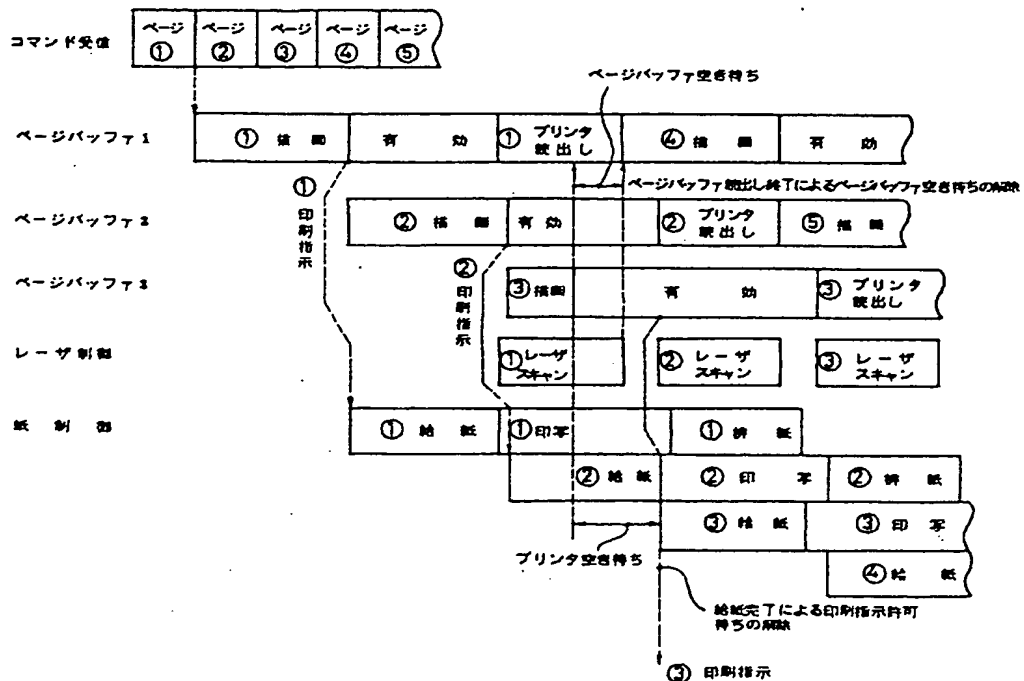 コマンド受信
ページ ページ ページ ページ ページ
① ② ③ ④ ⑤
ページバッファ空き待ち
ページバッファ1
① 描画
有効
① プリンタ
読出し
④ 描画
有効
① 印刷指示
ページバッファ読出し終了によるページバッファ空き待ちの解除
ページバッファ2
② 描画
有効
② プリンタ
読出し
⑤ 描画
② 印刷指示
ページバッファ3
③ 描画
有効
③ プリンタ
読出し
レーザ制御
① レーザ
スキャン
② レーザ
スキャン
③ レーザ
スキャン
紙制御
① 給紙
① 印写
① 排紙
② 給紙
② 印写
② 排紙
③ 給紙
③ 印写
プリンタ空き待ち
④ 給紙
給紙完了による印刷指示許可
待ちの解除
③ 印刷指示